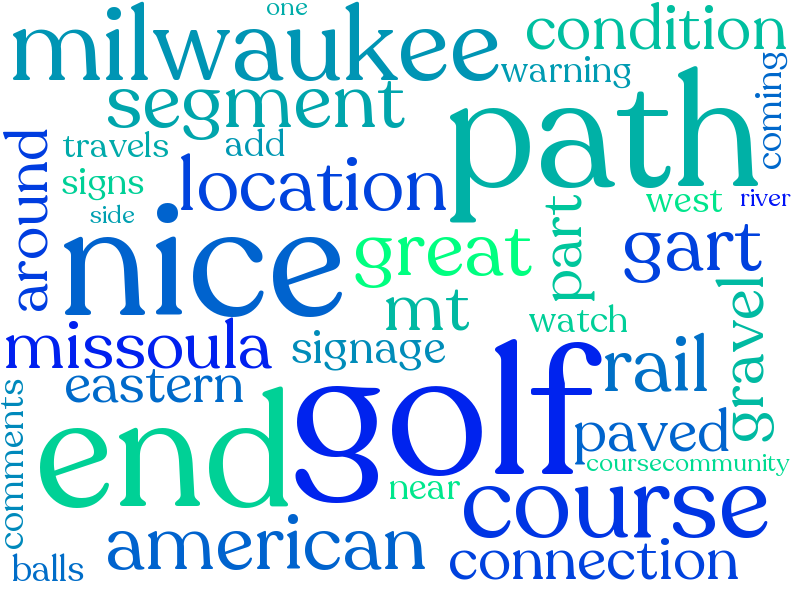 one
milwaukee
condition
warning
coming
segment
path
around
travels
add
location
signs
west
river
side
nice
part
gart
great
mt
watch
gravel
missoula
signage
rail
eastern
golf
end
comments
paved
coursecommunity
near
course
american
connection
balls